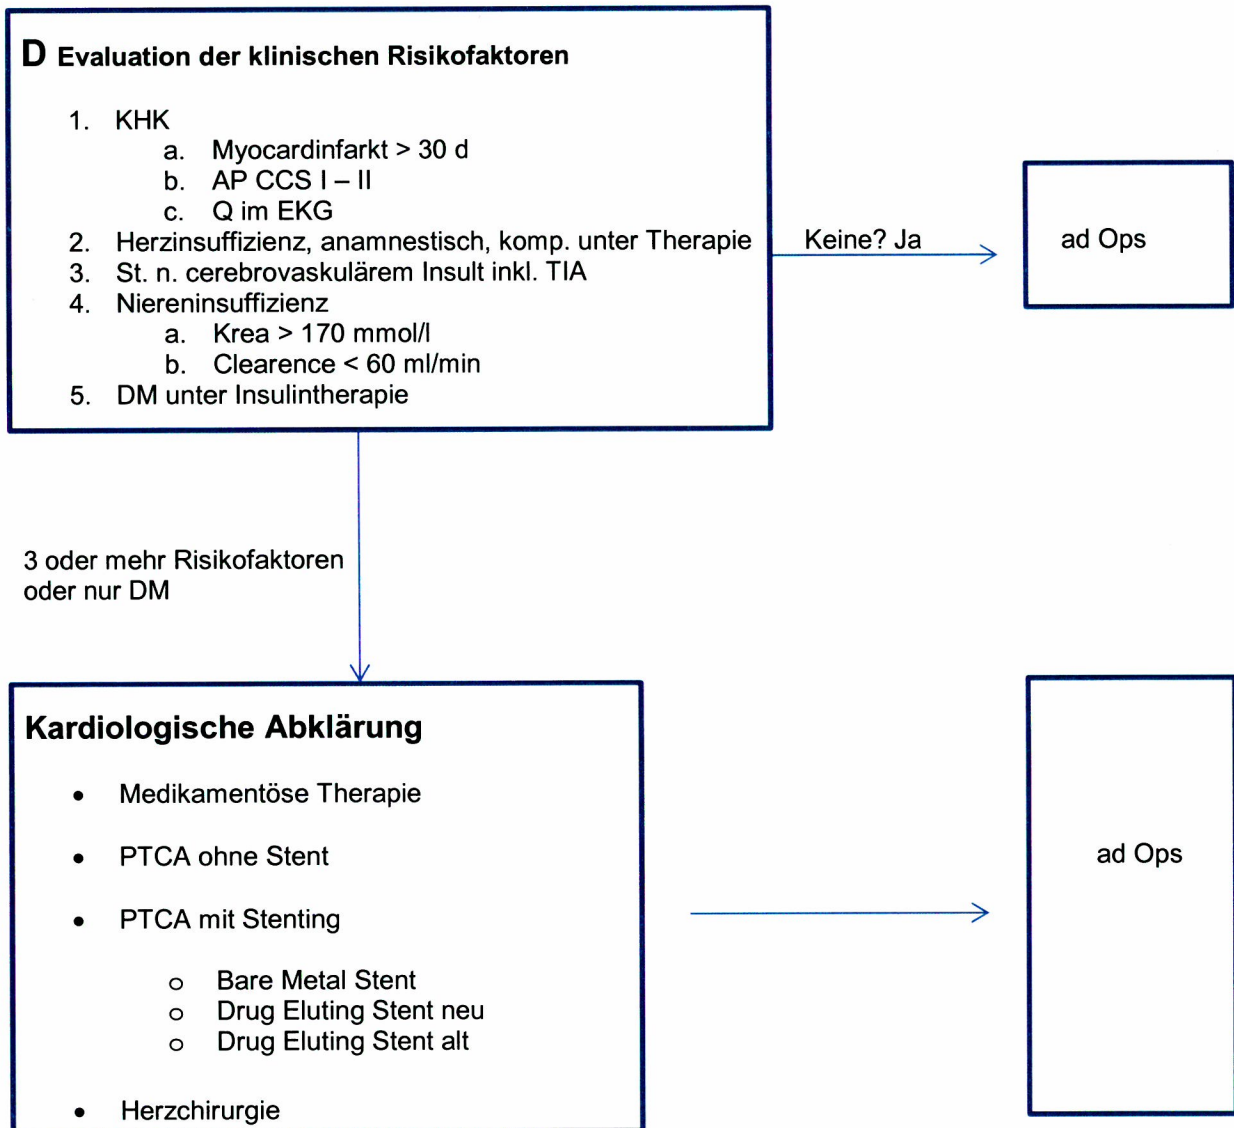 D Evaluation der klinischen Risikofaktoren
1. KHK
a. Myocardinfarkt > 30 d
b. AP CCS I – II
c. Q im EKG
2. Herzinsuffizienz, anamnestisch, komp. unter Therapie
3. St. n. cerebrovaskulärem Insult inkl. TIA
4. Niereninsuffizienz
a. Krea > 170 mmol/l
b. Clearence < 60 ml/min
5. DM unter Insulintherapie
Keine? Ja
ad Ops
3 oder mehr Risikofaktoren
oder nur DM
Kardiologische Abklärung
• Medikamentöse Therapie
• PTCA ohne Stent
• PTCA mit Stenting
o Bare Metal Stent
o Drug Eluting Stent neu
o Drug Eluting Stent alt
• Herzchirurgie
ad Ops